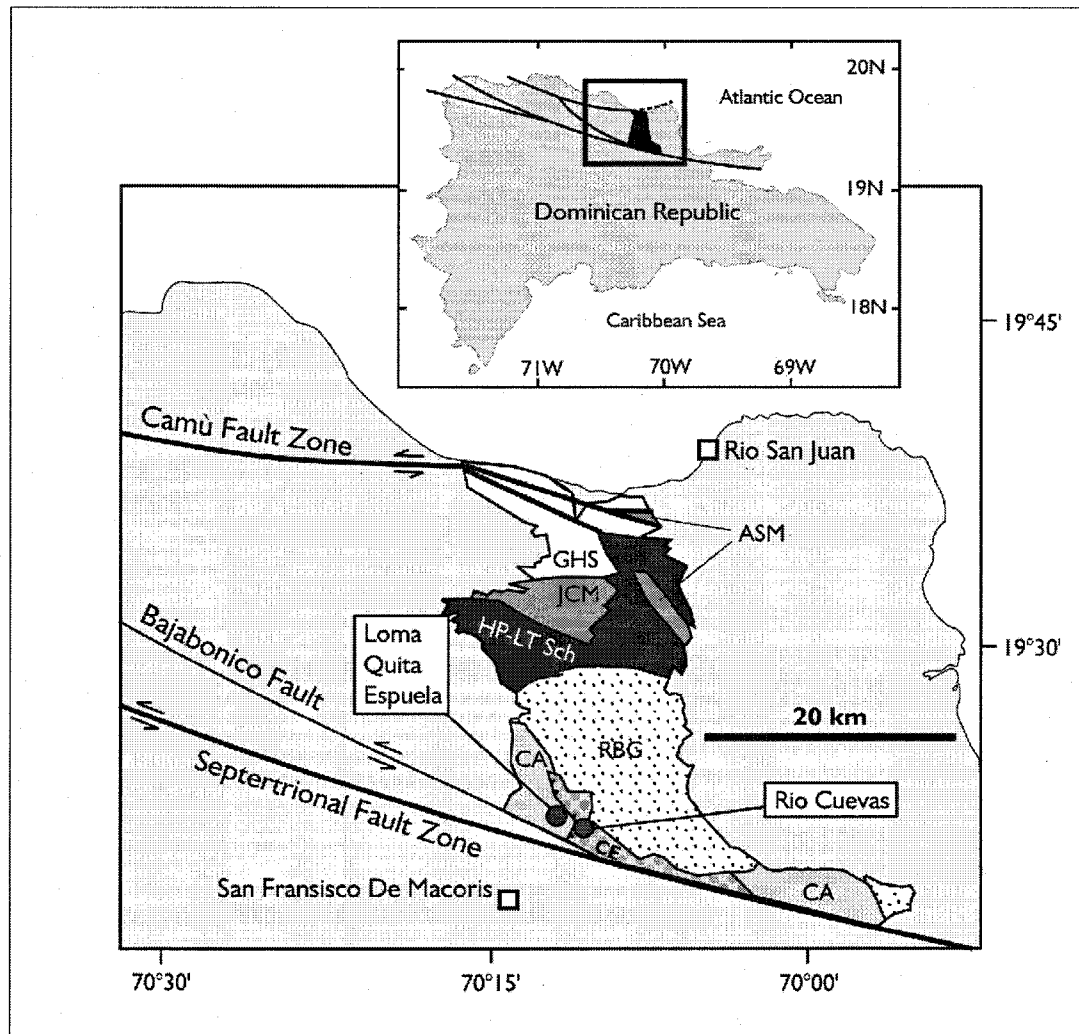 20N
Atlantic Ocean
19N
Dominican Republic
18N
Caribbean Sea
71W
70W
69W
19°45'
Camù Fault Zone
Rio San Juan
ASM
GHS
JCM
Loma
Quita
Espuela
HP-LT Sch
19°30'
Bajabonico Fault
20 km
RBG
CA
Septertrional Fault Zone
Rio Cuevas
CE
San Fransisco De Macoris
CA
70°30'
70°15'
70°00'